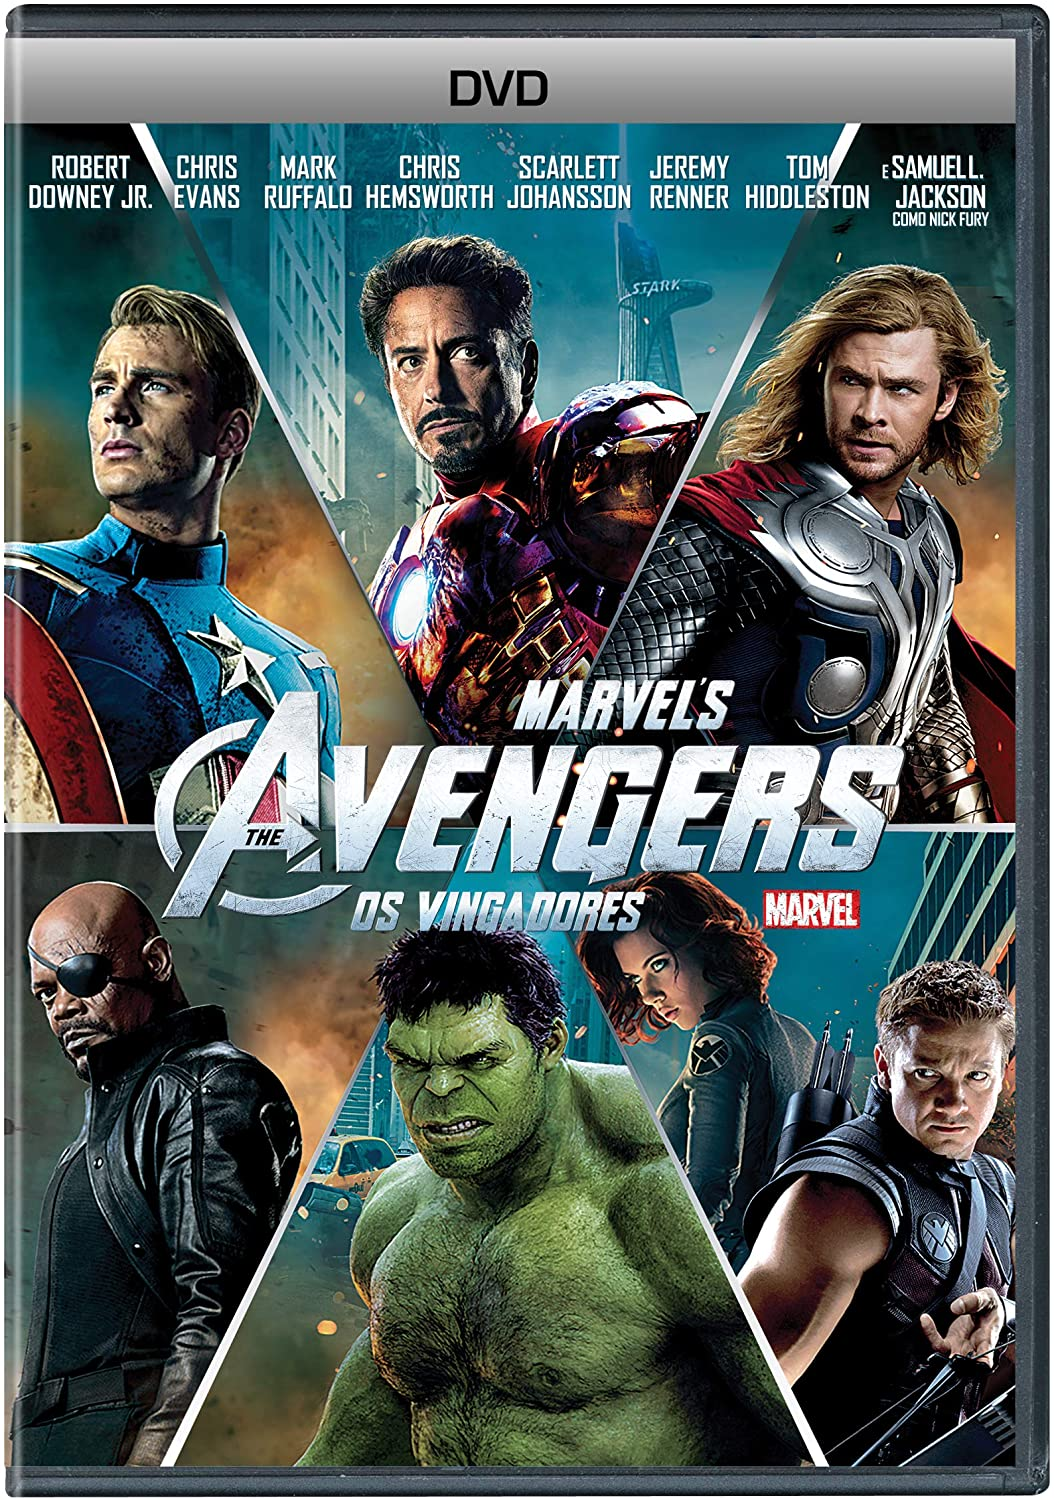 DVD
ROBERT DOWNEY JR.
CHRIS EVANS
MARK RUFFALO
CHRIS HEMSWORTH
SCARLETT JOHANSSON
JEREMY RENNER
TOM HIDDLESTON
E SAMUEL L. JACKSON
COMO NICK FURY
STARK
MARVEL'S
THE AVENGERS™
OS VINGADORES
MARVEL